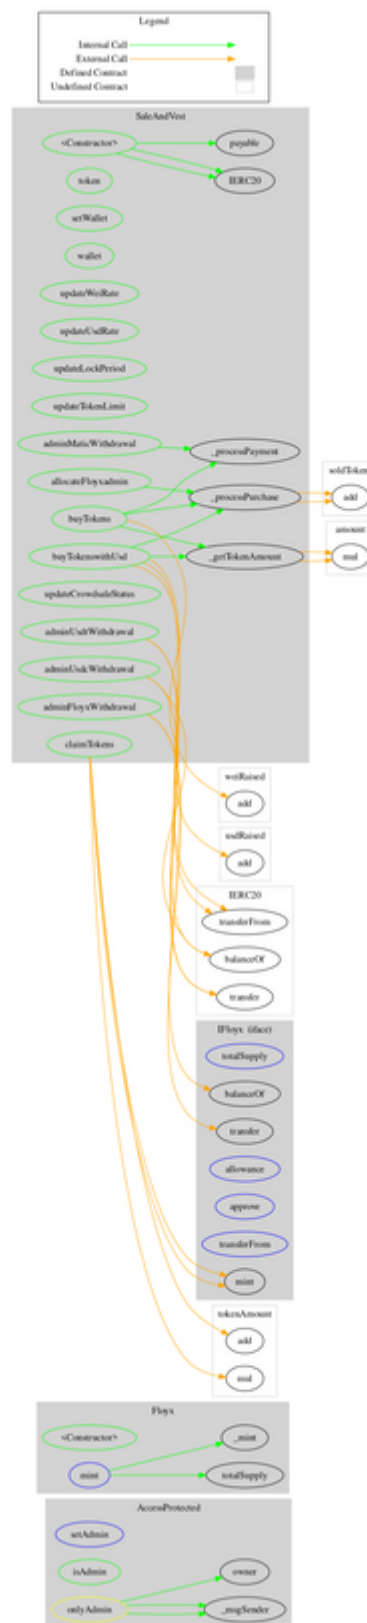 Legend
Internal Call
External Call
Defined Contract
Undefined Contract
SaleAndVest
<Constructor>
payable
token
IERC20
setWallet
wallet
updateWeiRate
updateUsdRate
updateLockPeriod
updateTokenLimit
adminMaticWithdrawal
_processPayment
soldToken
allocateFloyxadmin
_processPurchase
add
buyTokens
amount
buyTokenswithUsd
_getTokenAmount
mul
updateCrowdsaleStatus
adminUsdtWithdrawal
adminUsdcWithdrawal
adminFloyxWithdrawal
claimTokens
weiRaised
add
usdRaised
add
IERC20
transferFrom
balanceOf
transfer
IFloyx (iface)
totalSupply
balanceOf
transfer
allowance
approve
transferFrom
mint
tokenAmount
add
mul
Floyx
<Constructor>
_mint
mint
totalSupply
AccessProtected
setAdmin
isAdmin
owner
onlyAdmin
_msgSender